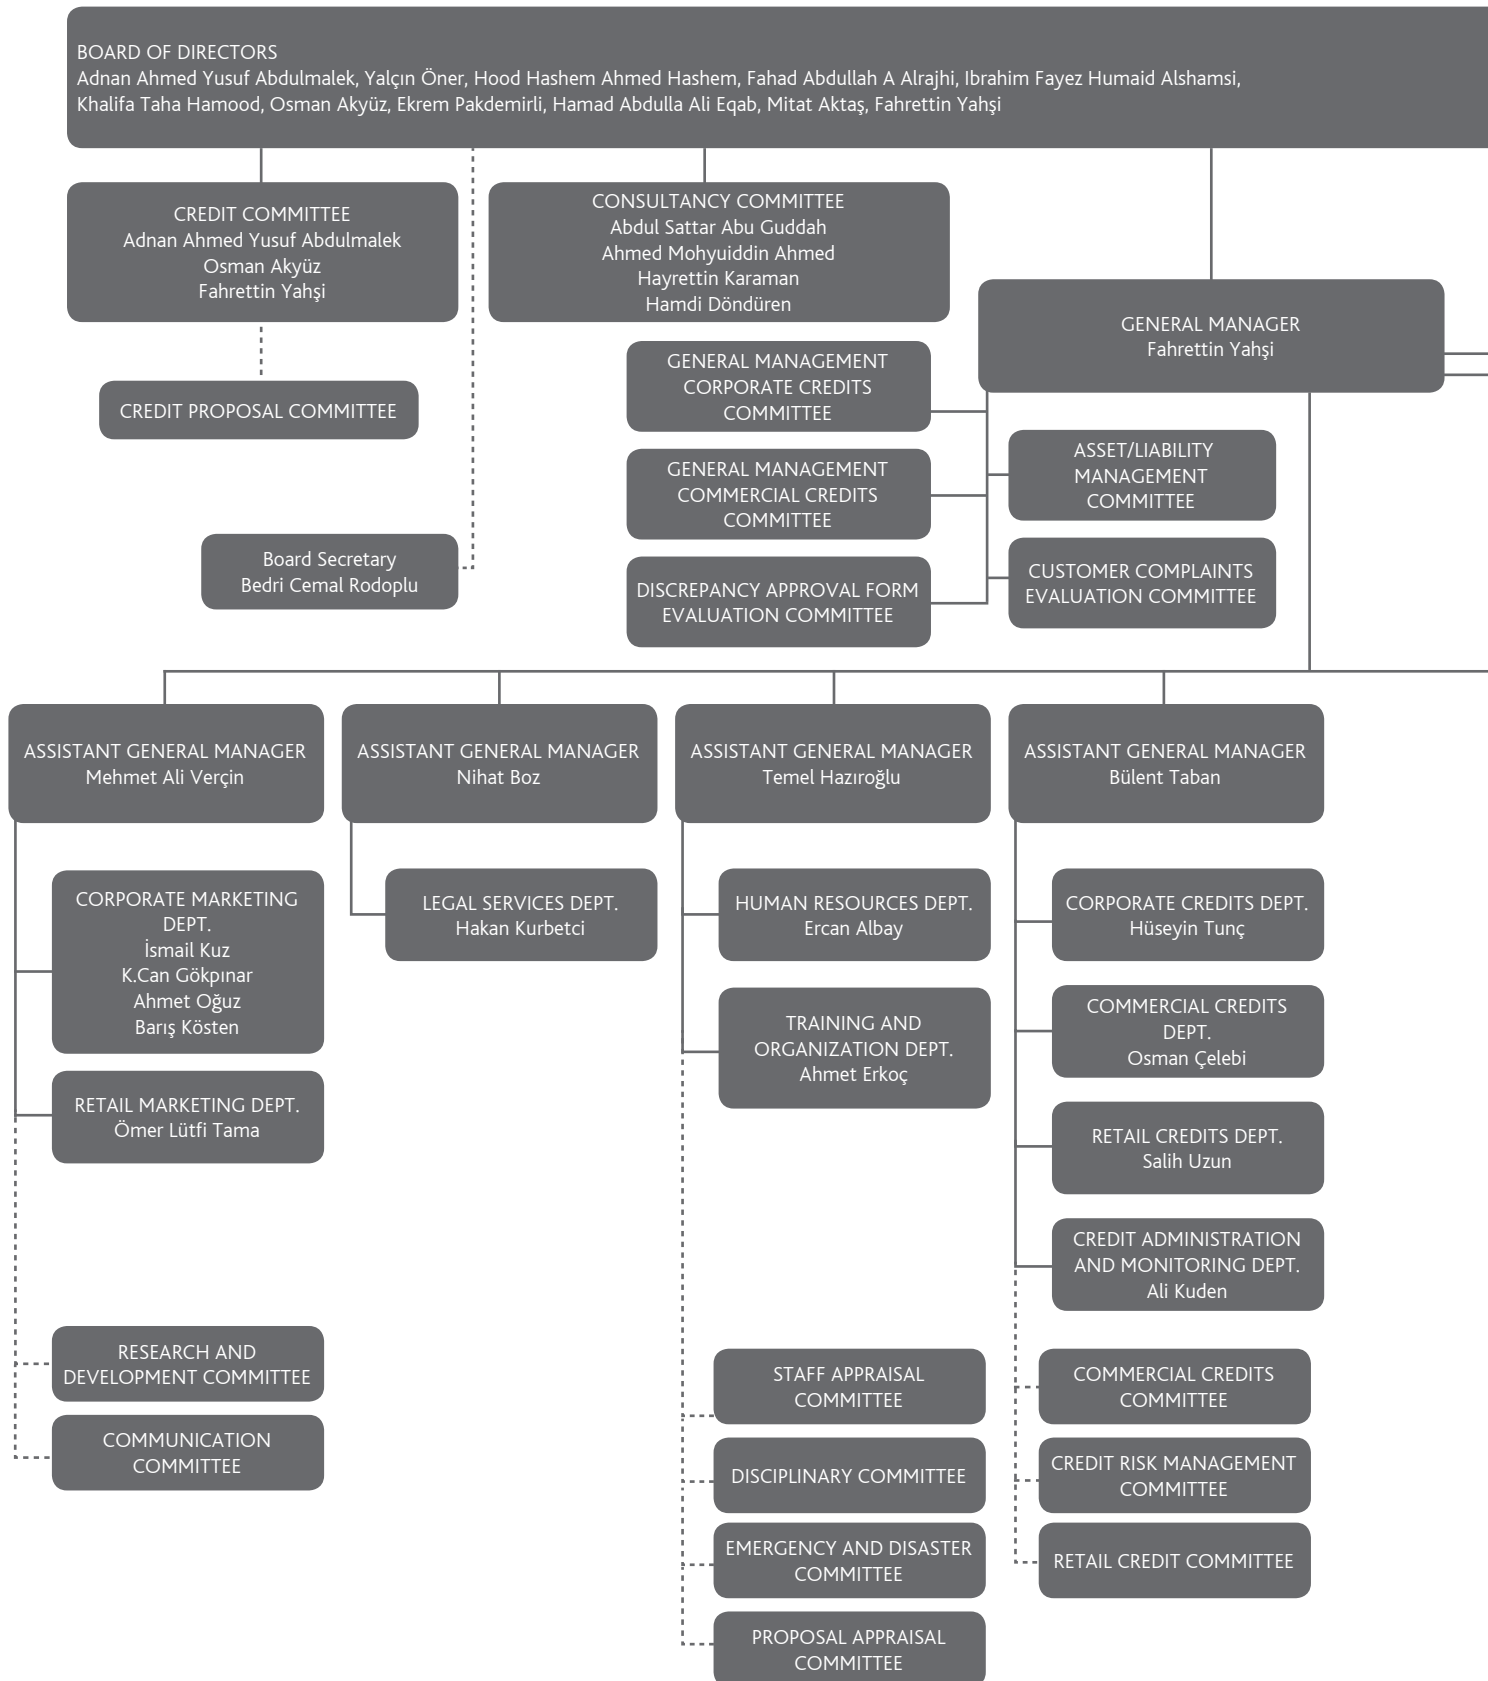 BOARD OF DIRECTORS
Adnan Ahmed Yusuf Abdulmalek, Yalçın Öner, Hood Hashem Ahmed Hashem, Fahad Abdullah A Alrajhi, Ibrahim Fayez Humaid Alshamsi,
Khalifa Taha Hamood, Osman Akyüz, Ekrem Pakdemirli, Hamad Abdulla Ali Eqab, Mitat Aktaş, Fahrettin Yahşi
CREDIT COMMITTEE
Adnan Ahmed Yusuf Abdulmalek
Osman Akyüz
Fahrettin Yahşi
CONSULTANCY COMMITTEE
Abdul Sattar Abu Guddah
Ahmed Mohyuiddin Ahmed
Hayrettin Karaman
Hamdi Döndüren
GENERAL MANAGER
Fahrettin Yahşi
CREDIT PROPOSAL COMMITTEE
GENERAL MANAGEMENT
CORPORATE CREDITS
COMMITTEE
GENERAL MANAGEMENT
COMMERCIAL CREDITS
COMMITTEE
ASSET/LIABILITY
MANAGEMENT
COMMITTEE
Board Secretary
Bedri Cemal Rodoplu
DISCREPANCY APPROVAL FORM
EVALUATION COMMITTEE
CUSTOMER COMPLAINTS
EVALUATION COMMITTEE
ASSISTANT GENERAL MANAGER
Mehmet Ali Verçin
ASSISTANT GENERAL MANAGER
Nihat Boz
ASSISTANT GENERAL MANAGER
Temel Hazıroğlu
ASSISTANT GENERAL MANAGER
Bülent Taban
CORPORATE MARKETING
DEPT.
İsmail Kuz
K.Can Gökpınar
Ahmet Oğuz
Barış Kösten
RETAIL MARKETING DEPT.
Ömer Lütfi Tama
RESEARCH AND
DEVELOPMENT COMMITTEE
COMMUNICATION
COMMITTEE
LEGAL SERVICES DEPT.
Hakan Kurbetci
HUMAN RESOURCES DEPT.
Ercan Albay
TRAINING AND
ORGANIZATION DEPT.
Ahmet Erkoç
STAFF APPRAISAL
COMMITTEE
DISCIPLINARY COMMITTEE
EMERGENCY AND DISASTER
COMMITTEE
PROPOSAL APPRAISAL
COMMITTEE
CORPORATE CREDITS DEPT.
Hüseyin Tunç
COMMERCIAL CREDITS
DEPT.
Osman Çelebi
RETAIL CREDITS DEPT.
Salih Uzun
CREDIT ADMINISTRATION
AND MONITORING DEPT.
Ali Kuden
COMMERCIAL CREDITS
COMMITTEE
CREDIT RISK MANAGEMENT
COMMITTEE
RETAIL CREDIT COMMITTEE